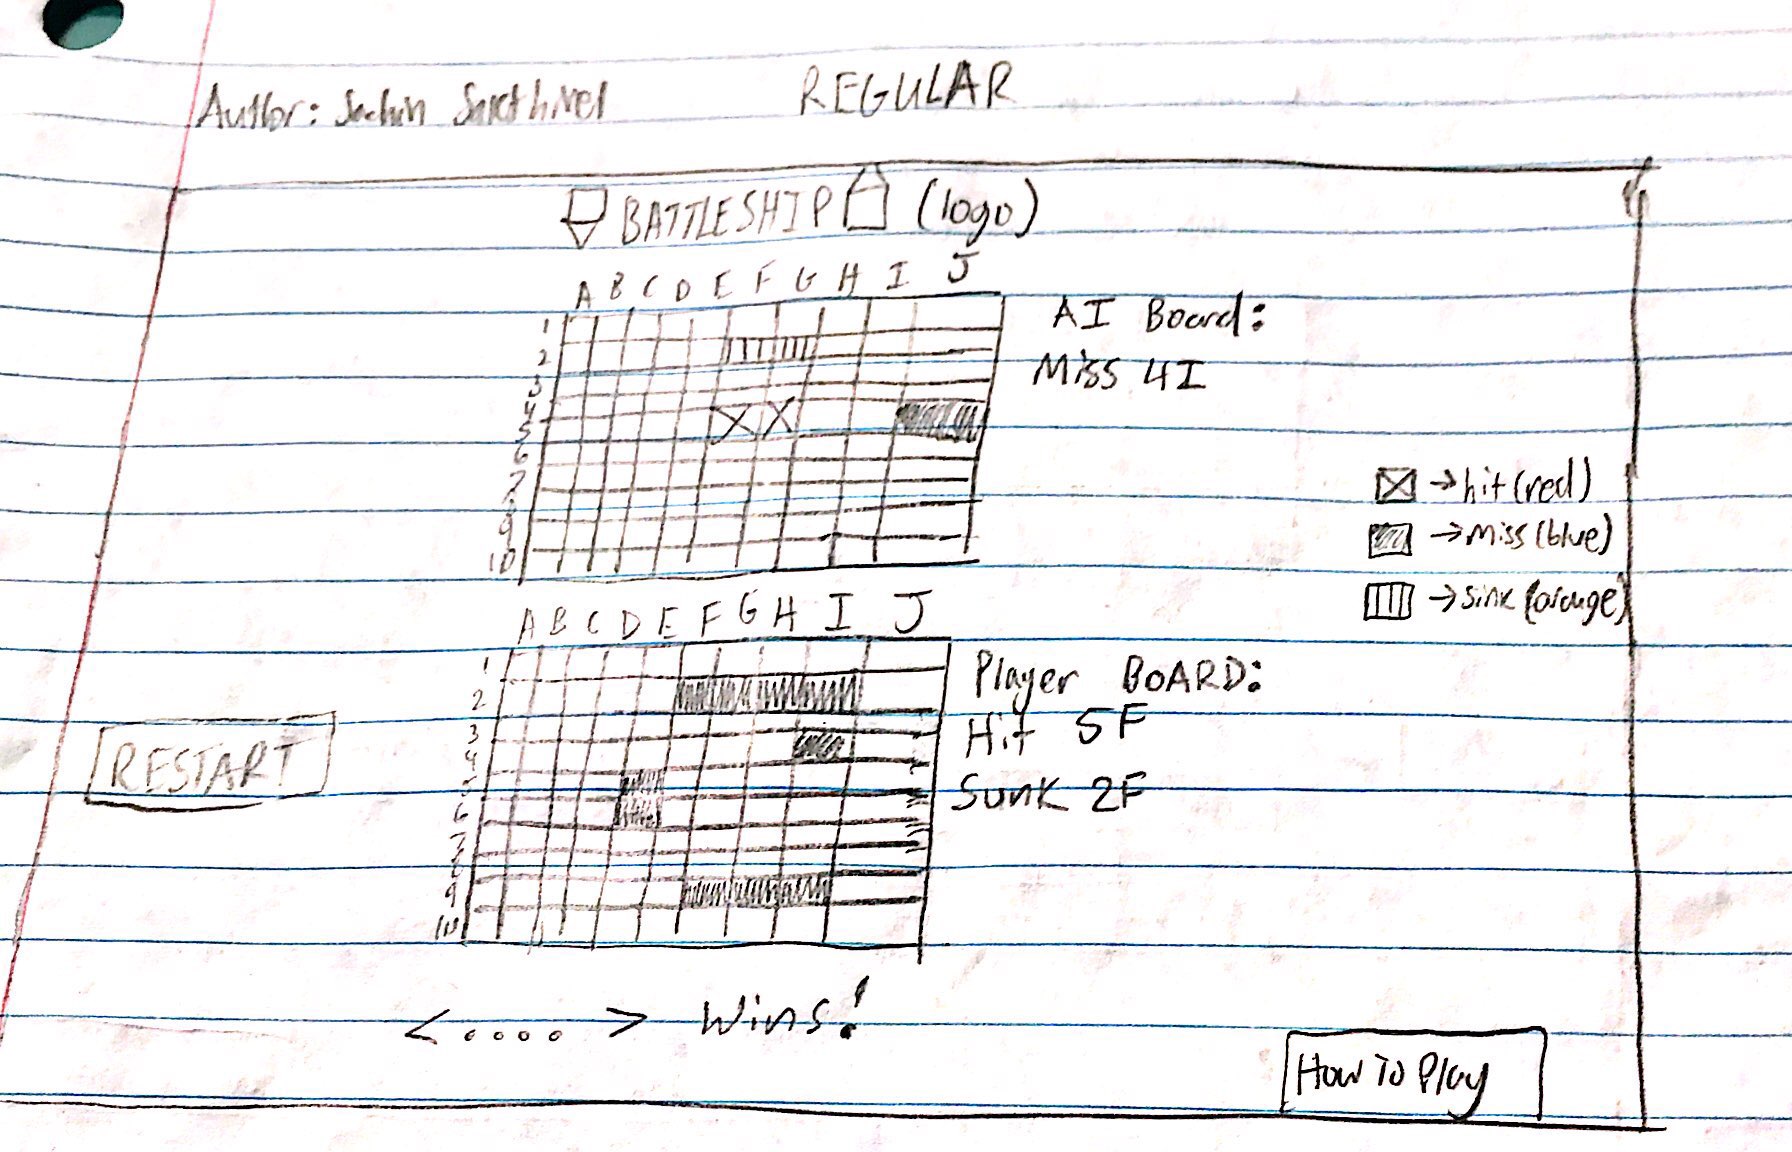 Author: Sachin Sakthivel
REGULAR
BATTLESHIP (logo)
A B C D E F G H I J
1
2
3
4
5
6
7
8
9
10
AI Board:
Miss 4I
→ hit (red)
→ Miss (blue)
→ sink (orange)
A B C D E F G H I J
1
2
3
4
5
6
7
8
9
10
Player BOARD:
Hit 5F
Sunk 2F
RESTART
<....> Wins!
How To Play